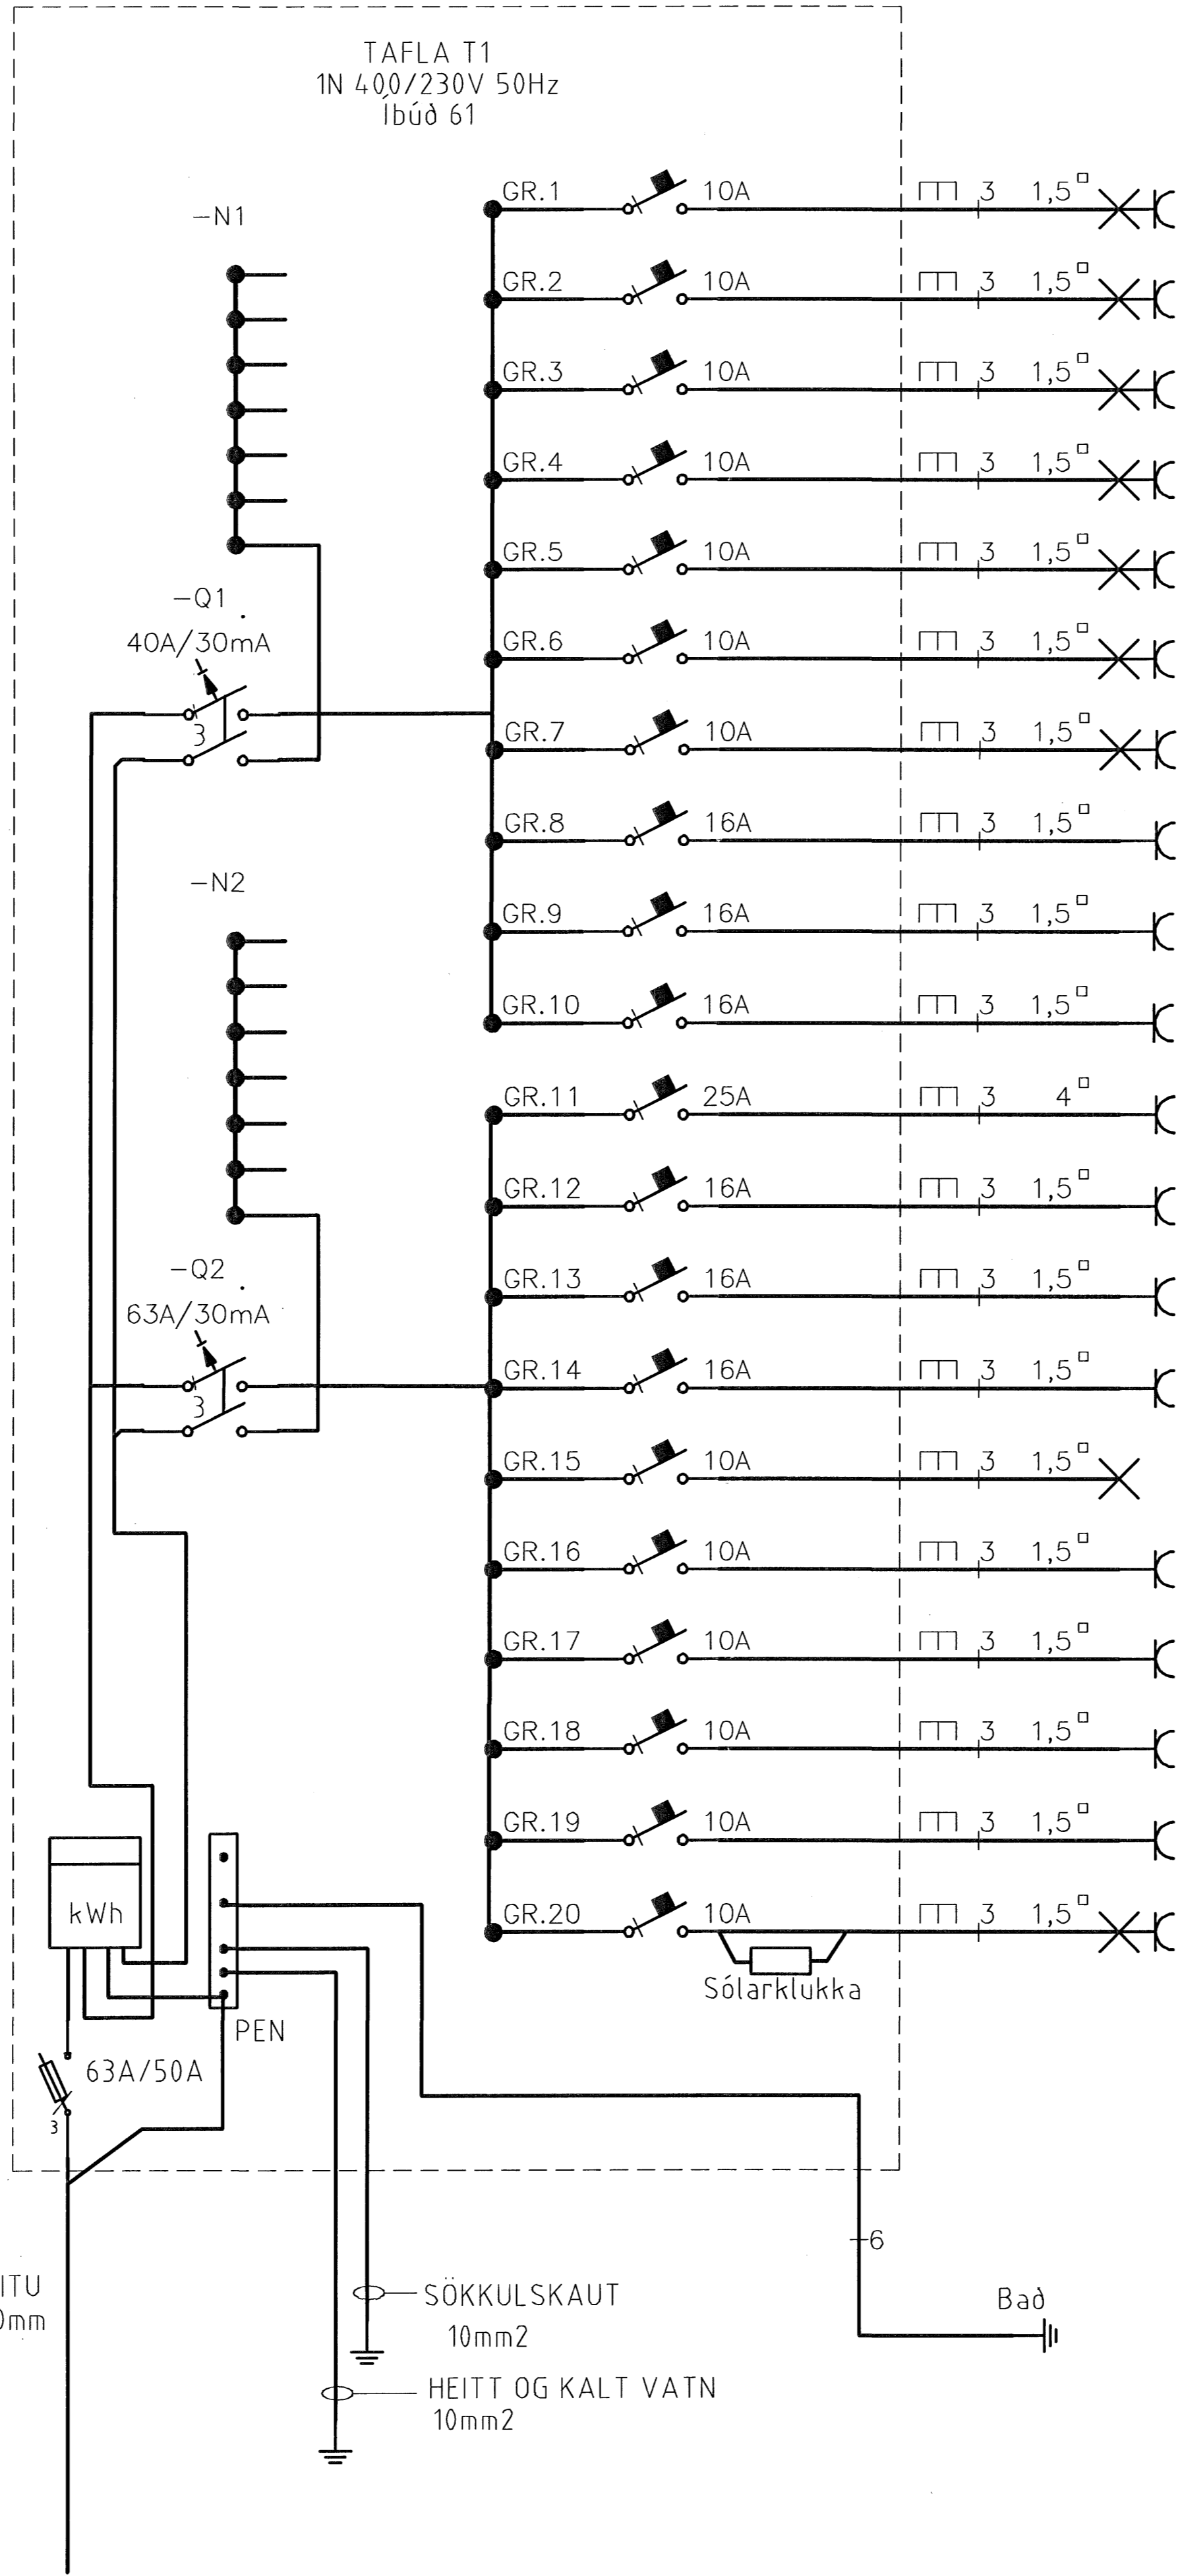 TAFLA T1
1N 400/230V 50Hz
Íbúð 61
GR.1 10A 3 1,5
-N1
GR.2 10A 3 1,5
GR.3 10A 3 1,5
GR.4 10A 3 1,5
GR.5 10A 3 1,5
-Q1
40A/30mA
GR.6 10A 3 1,5
3
GR.7 10A 3 1,5
GR.8 16A 3 1,5
-N2
GR.9 16A 3 1,5
GR.10 16A 3 1,5
GR.11 25A 3 4
GR.12 16A 3 1,5
-Q2
63A/30mA
GR.13 16A 3 1,5
GR.14 16A 3 1,5
3
GR.15 10A 3 1,5
GR.16 10A 3 1,5
GR.17 10A 3 1,5
GR.18 10A 3 1,5
GR.19 10A 3 1,5
kWh
GR.20 10A 3 1,5
Sólarklukka
PEN
63A/50A
3
6
ITU
0mm
SÖKKULSKAUT
10mm2
Bað
HEITT OG KALT VATN
10mm2